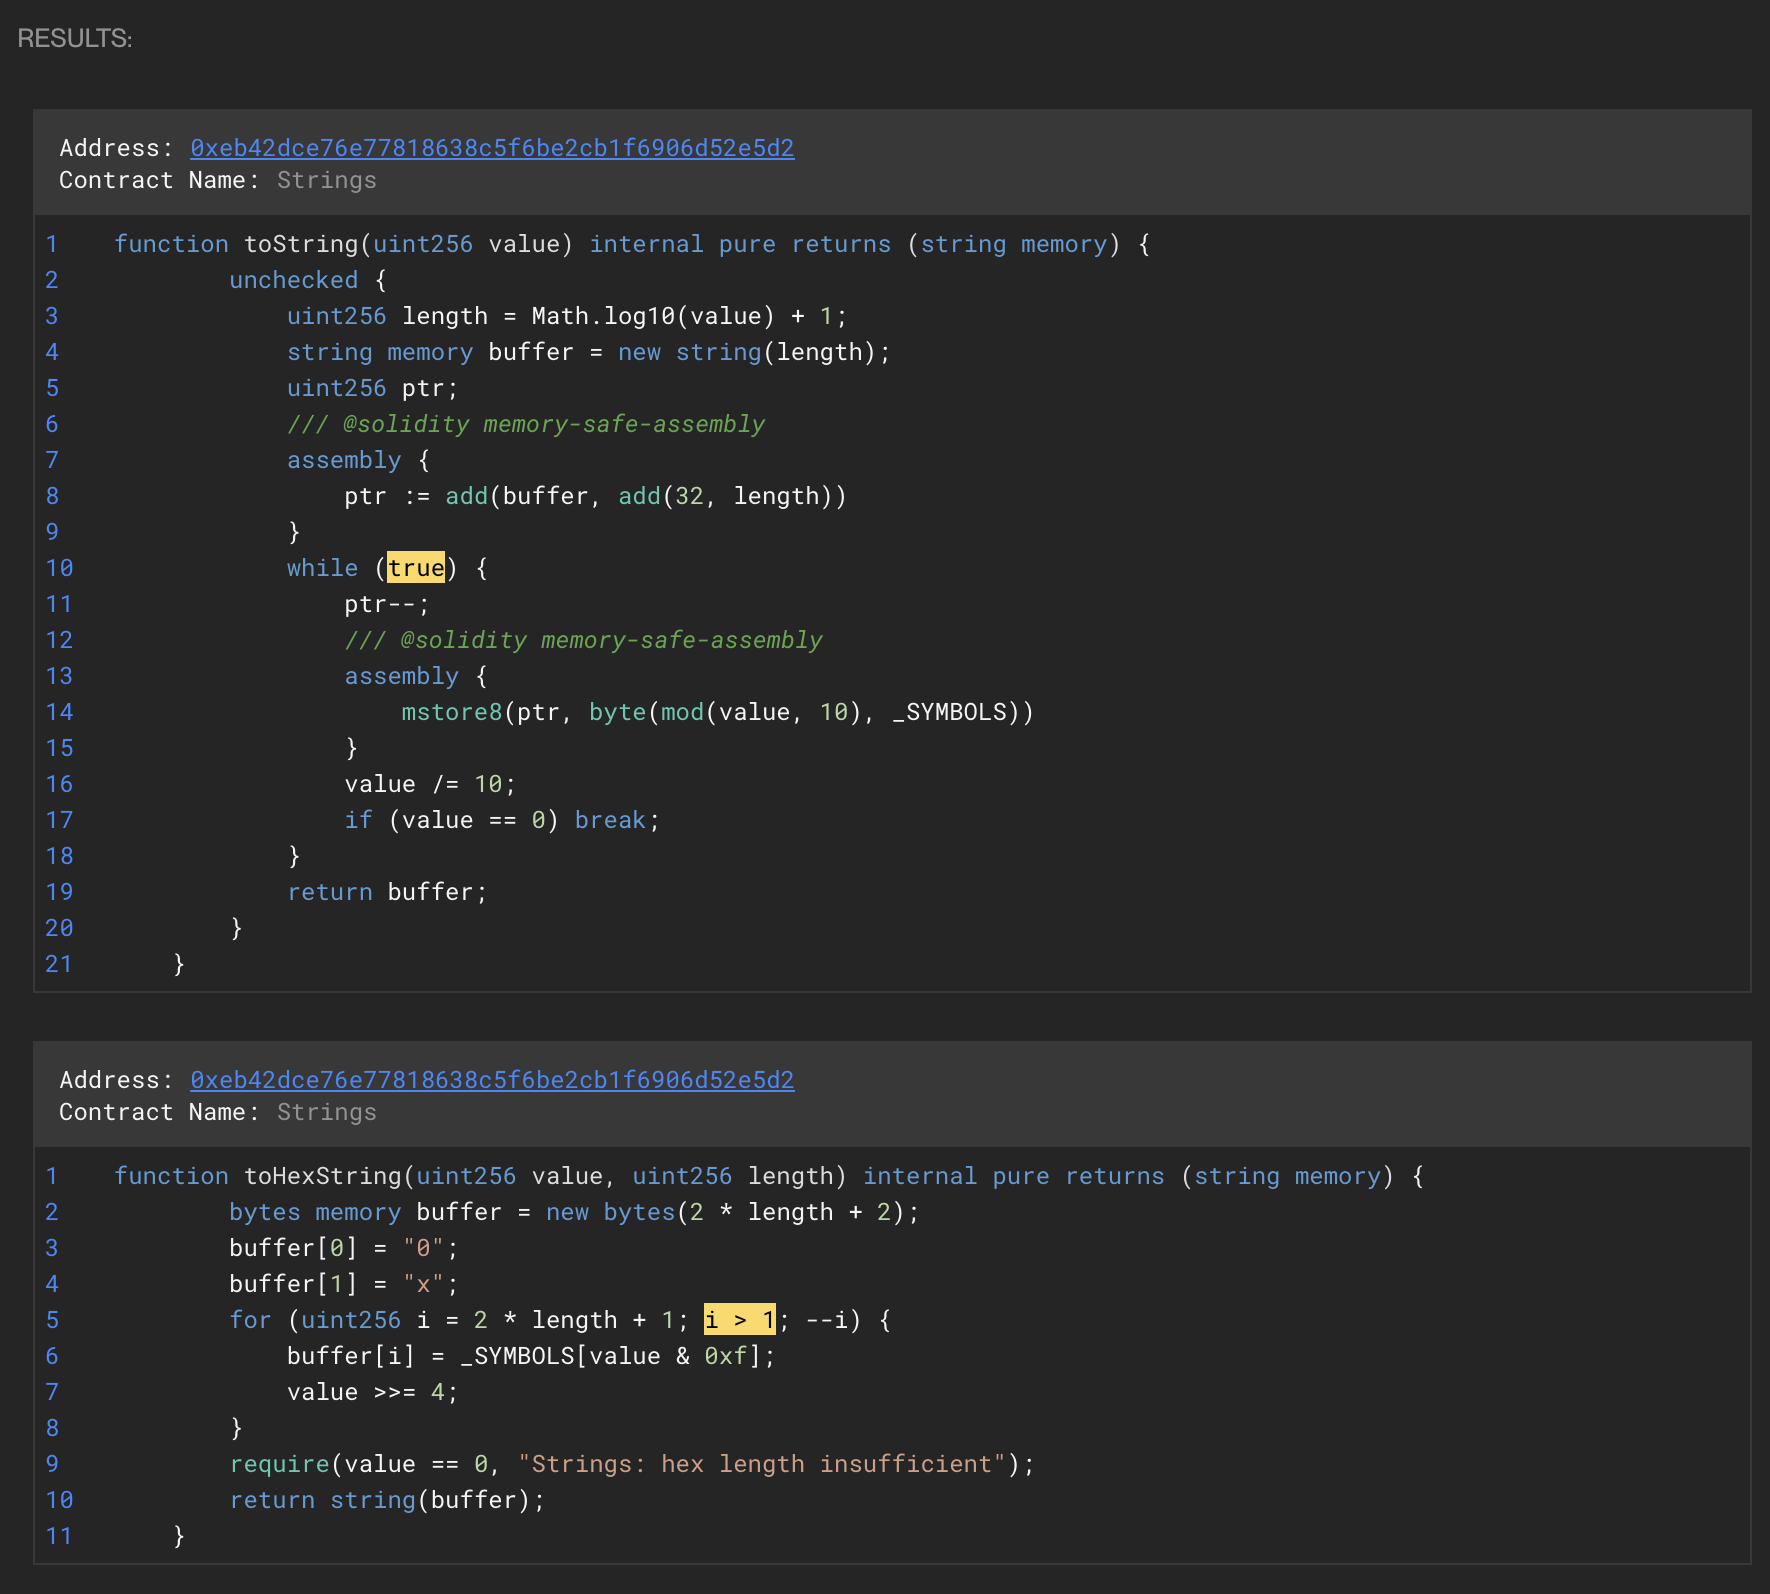 RESULTS:
Address: 0xeb42dce76e77818638c5f6be2cb1f6906d52e5d2
Contract Name: Strings
1 function toString(uint256 value) internal pure returns (string memory) {
2 unchecked {
3 uint256 length = Math.log10(value) + 1;
4 string memory buffer = new string(length);
5 uint256 ptr;
6 /// @solidity memory-safe-assembly
7 assembly {
8 ptr := add(buffer, add(32, length))
9 }
10 while (true) {
11 ptr--;
12 /// @solidity memory-safe-assembly
13 assembly {
14 mstore8(ptr, byte(mod(value, 10), _SYMBOLS))
15 }
16 value /= 10;
17 if (value == 0) break;
18 }
19 return buffer;
20 }
21 }
Address: 0xeb42dce76e77818638c5f6be2cb1f6906d52e5d2
Contract Name: Strings
1 function toHexString(uint256 value, uint256 length) internal pure returns (string memory) {
2 bytes memory buffer = new bytes(2 * length + 2);
3 buffer[0] = "0";
4 buffer[1] = "x";
5 for (uint256 i = 2 * length + 1; i > 1; --i) {
6 buffer[i] = _SYMBOLS[value & 0xf];
7 value >>= 4;
8 }
9 require(value == 0, "Strings: hex length insufficient");
10 return string(buffer);
11 }